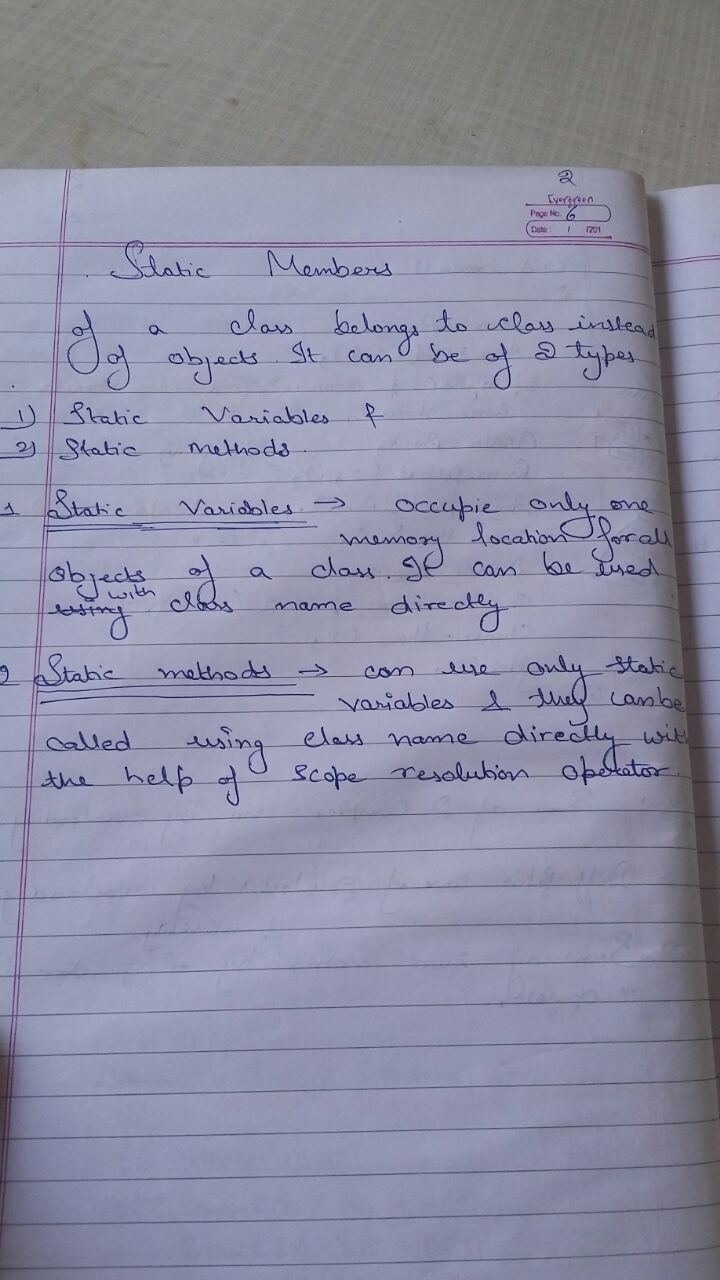 2
Evergreen
Page No. 6
Date: / /201
Static Members
of a class belongs to class instead
of objects. It can be of 2 types
1) Static Variables &
2) Static methods.
1 Static Variables → occupie only one
memory location for all
objects of a class. It can be used
with
using class name directly
2 Static methods → can use only static
variables & they can be
called using class name directly with
the help of scope resolution operator.